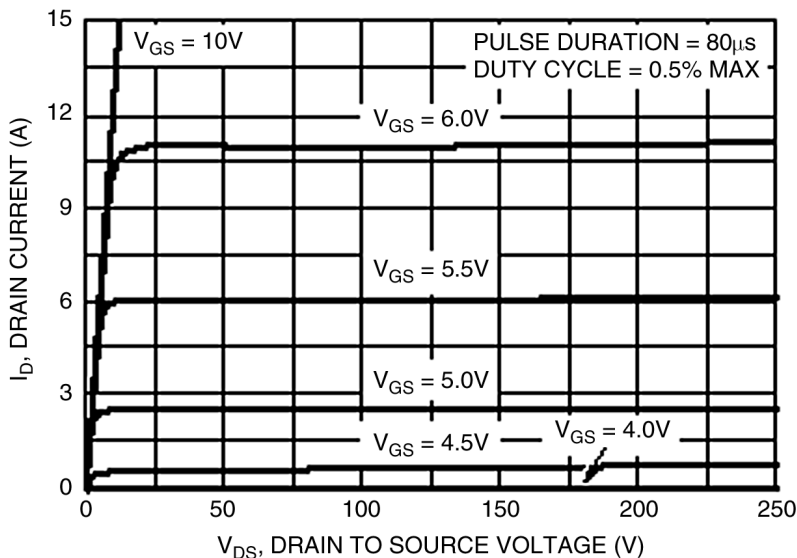 15
12
9
6
3
0
I_D, DRAIN CURRENT (A)
V_GS = 10V
PULSE DURATION = 80µs
DUTY CYCLE = 0.5% MAX
V_GS = 6.0V
V_GS = 5.5V
V_GS = 5.0V
V_GS = 4.5V
V_GS = 4.0V
0 50 100 150 200 250
V_DS, DRAIN TO SOURCE VOLTAGE (V)